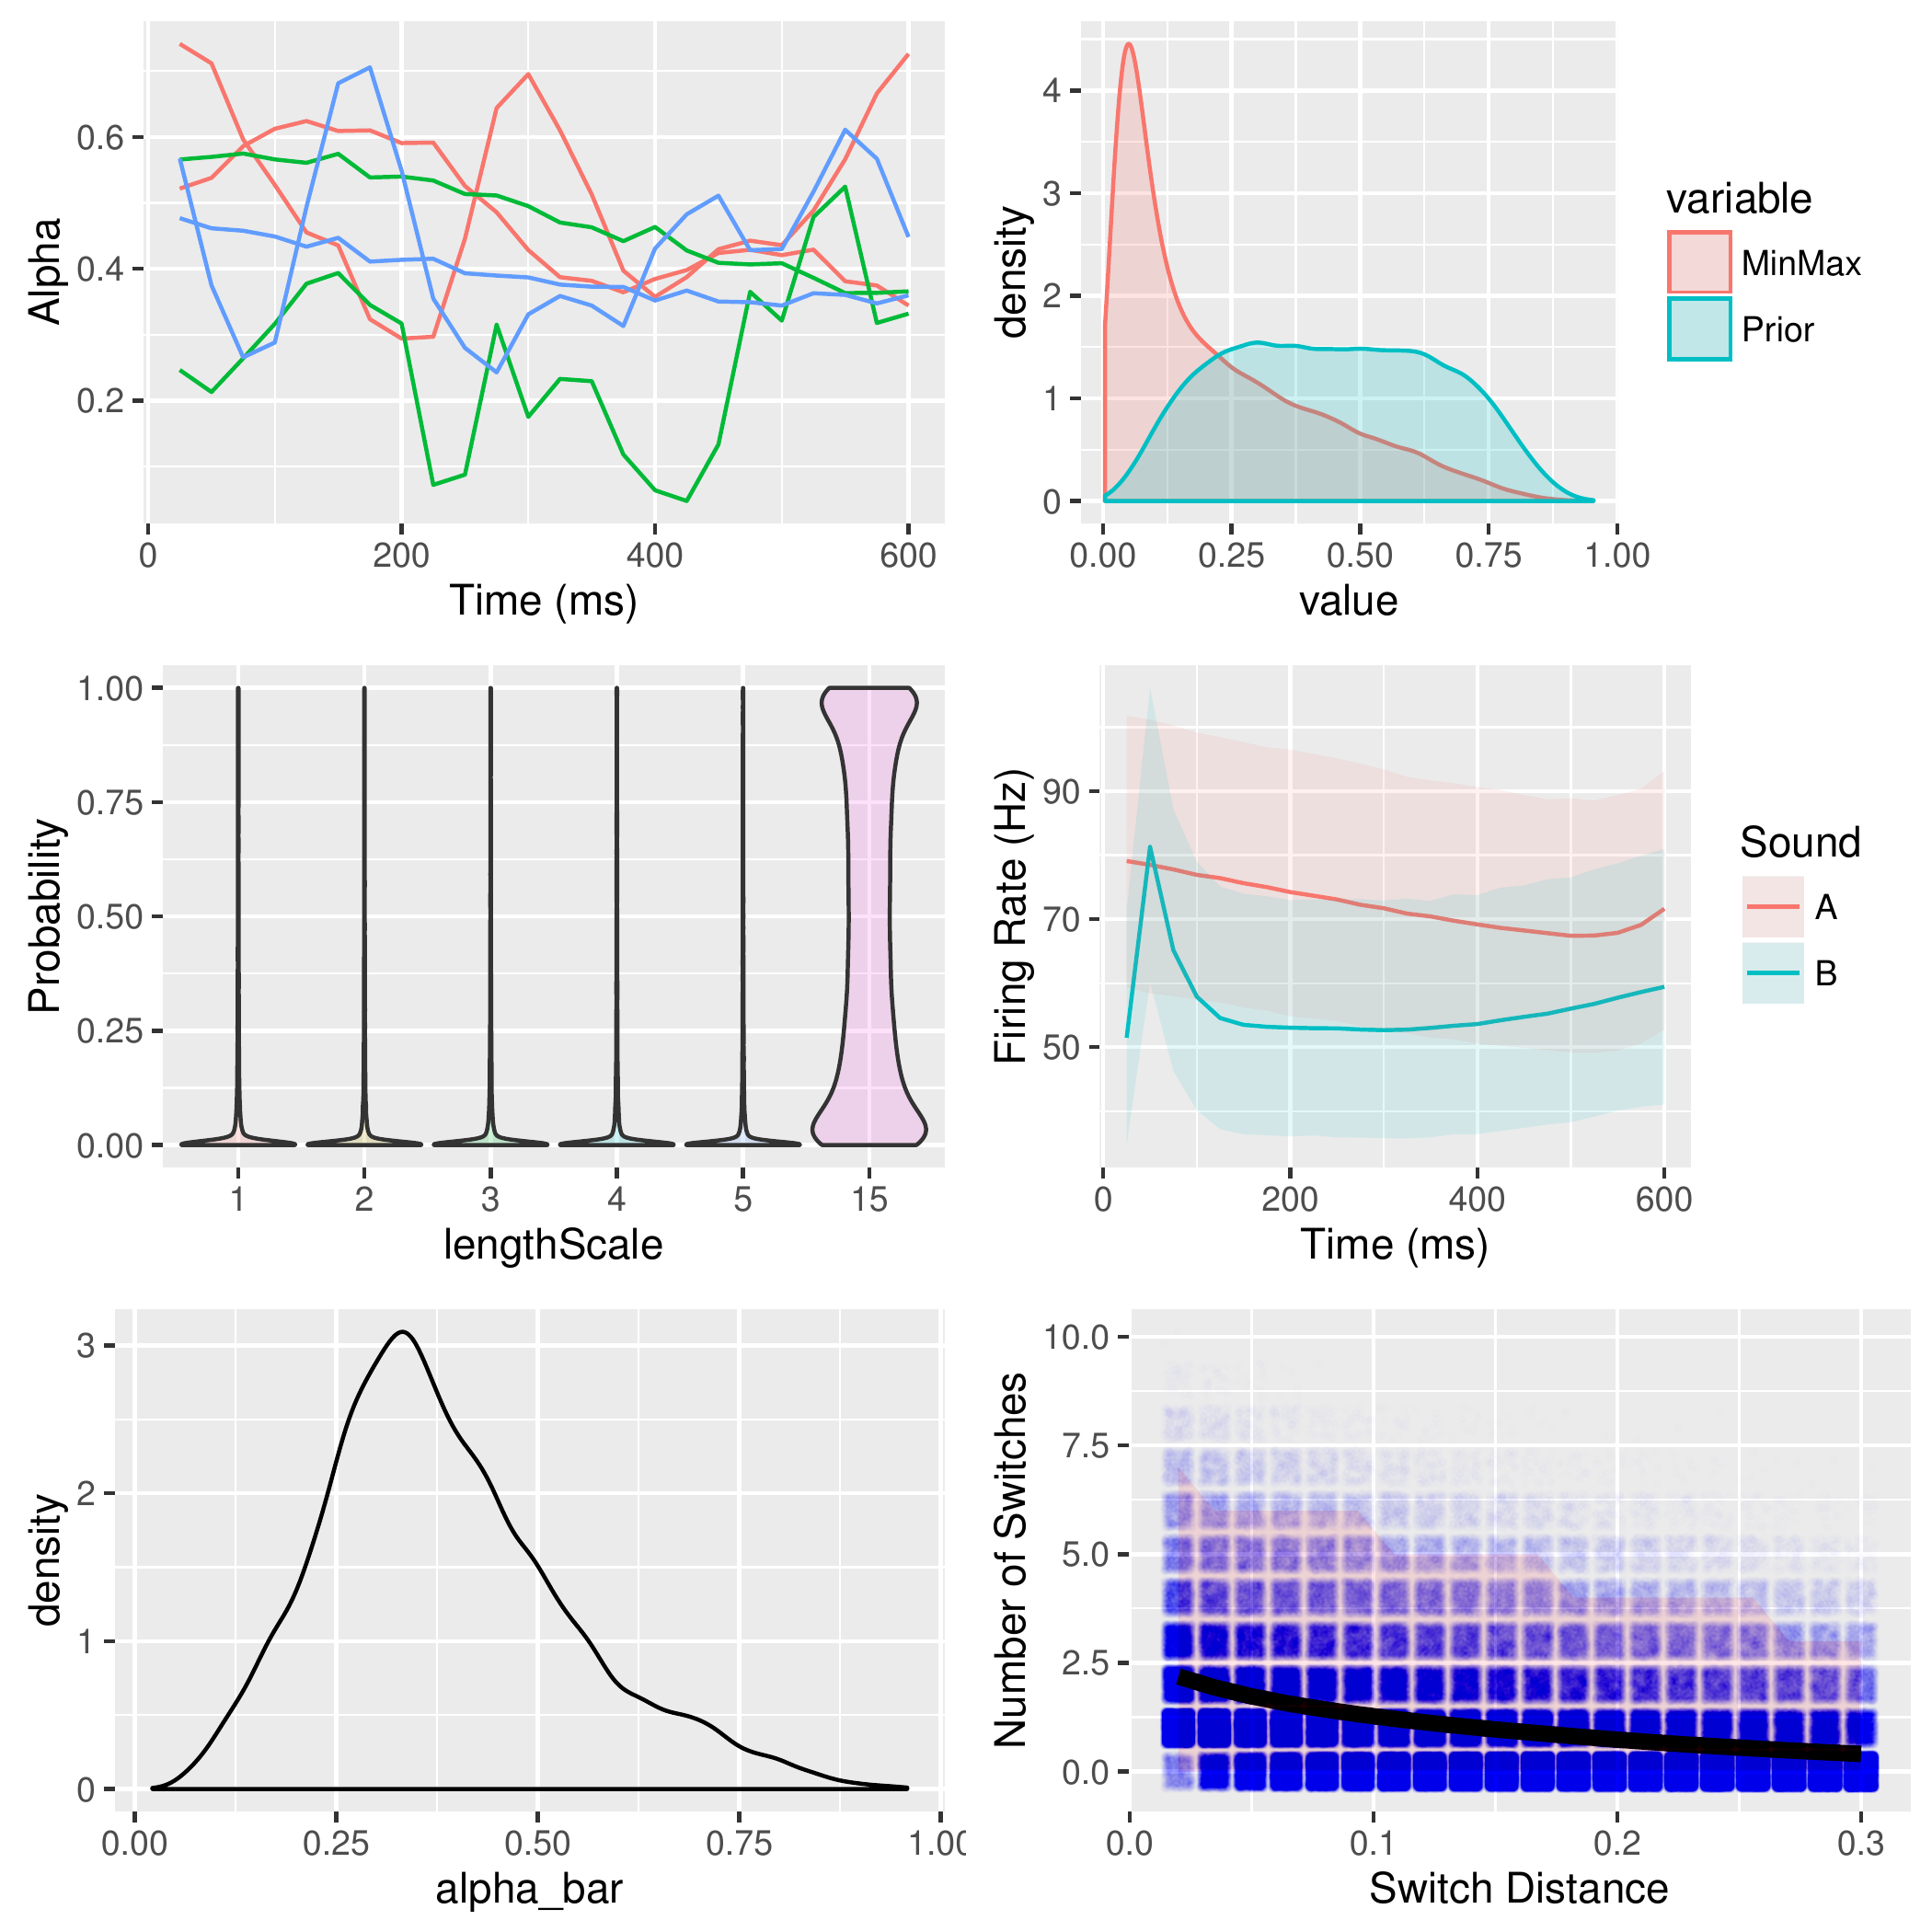 Alpha
0.6
0.4
0.2
0 200 400 600
Time (ms)
density
4
3
2
1
0
0.00 0.25 0.50 0.75 1.00
value
variable
MinMax
Prior
Probability
1.00
0.75
0.50
0.25
0.00
1 2 3 4 5 15
lengthScale
Firing Rate (Hz)
90
70
50
0 200 400 600
Time (ms)
Sound
A
B
density
3
2
1
0
0.00 0.25 0.50 0.75 1.00
alpha_bar
Number of Switches
10.0
7.5
5.0
2.5
0.0
0.0 0.1 0.2 0.3
Switch Distance